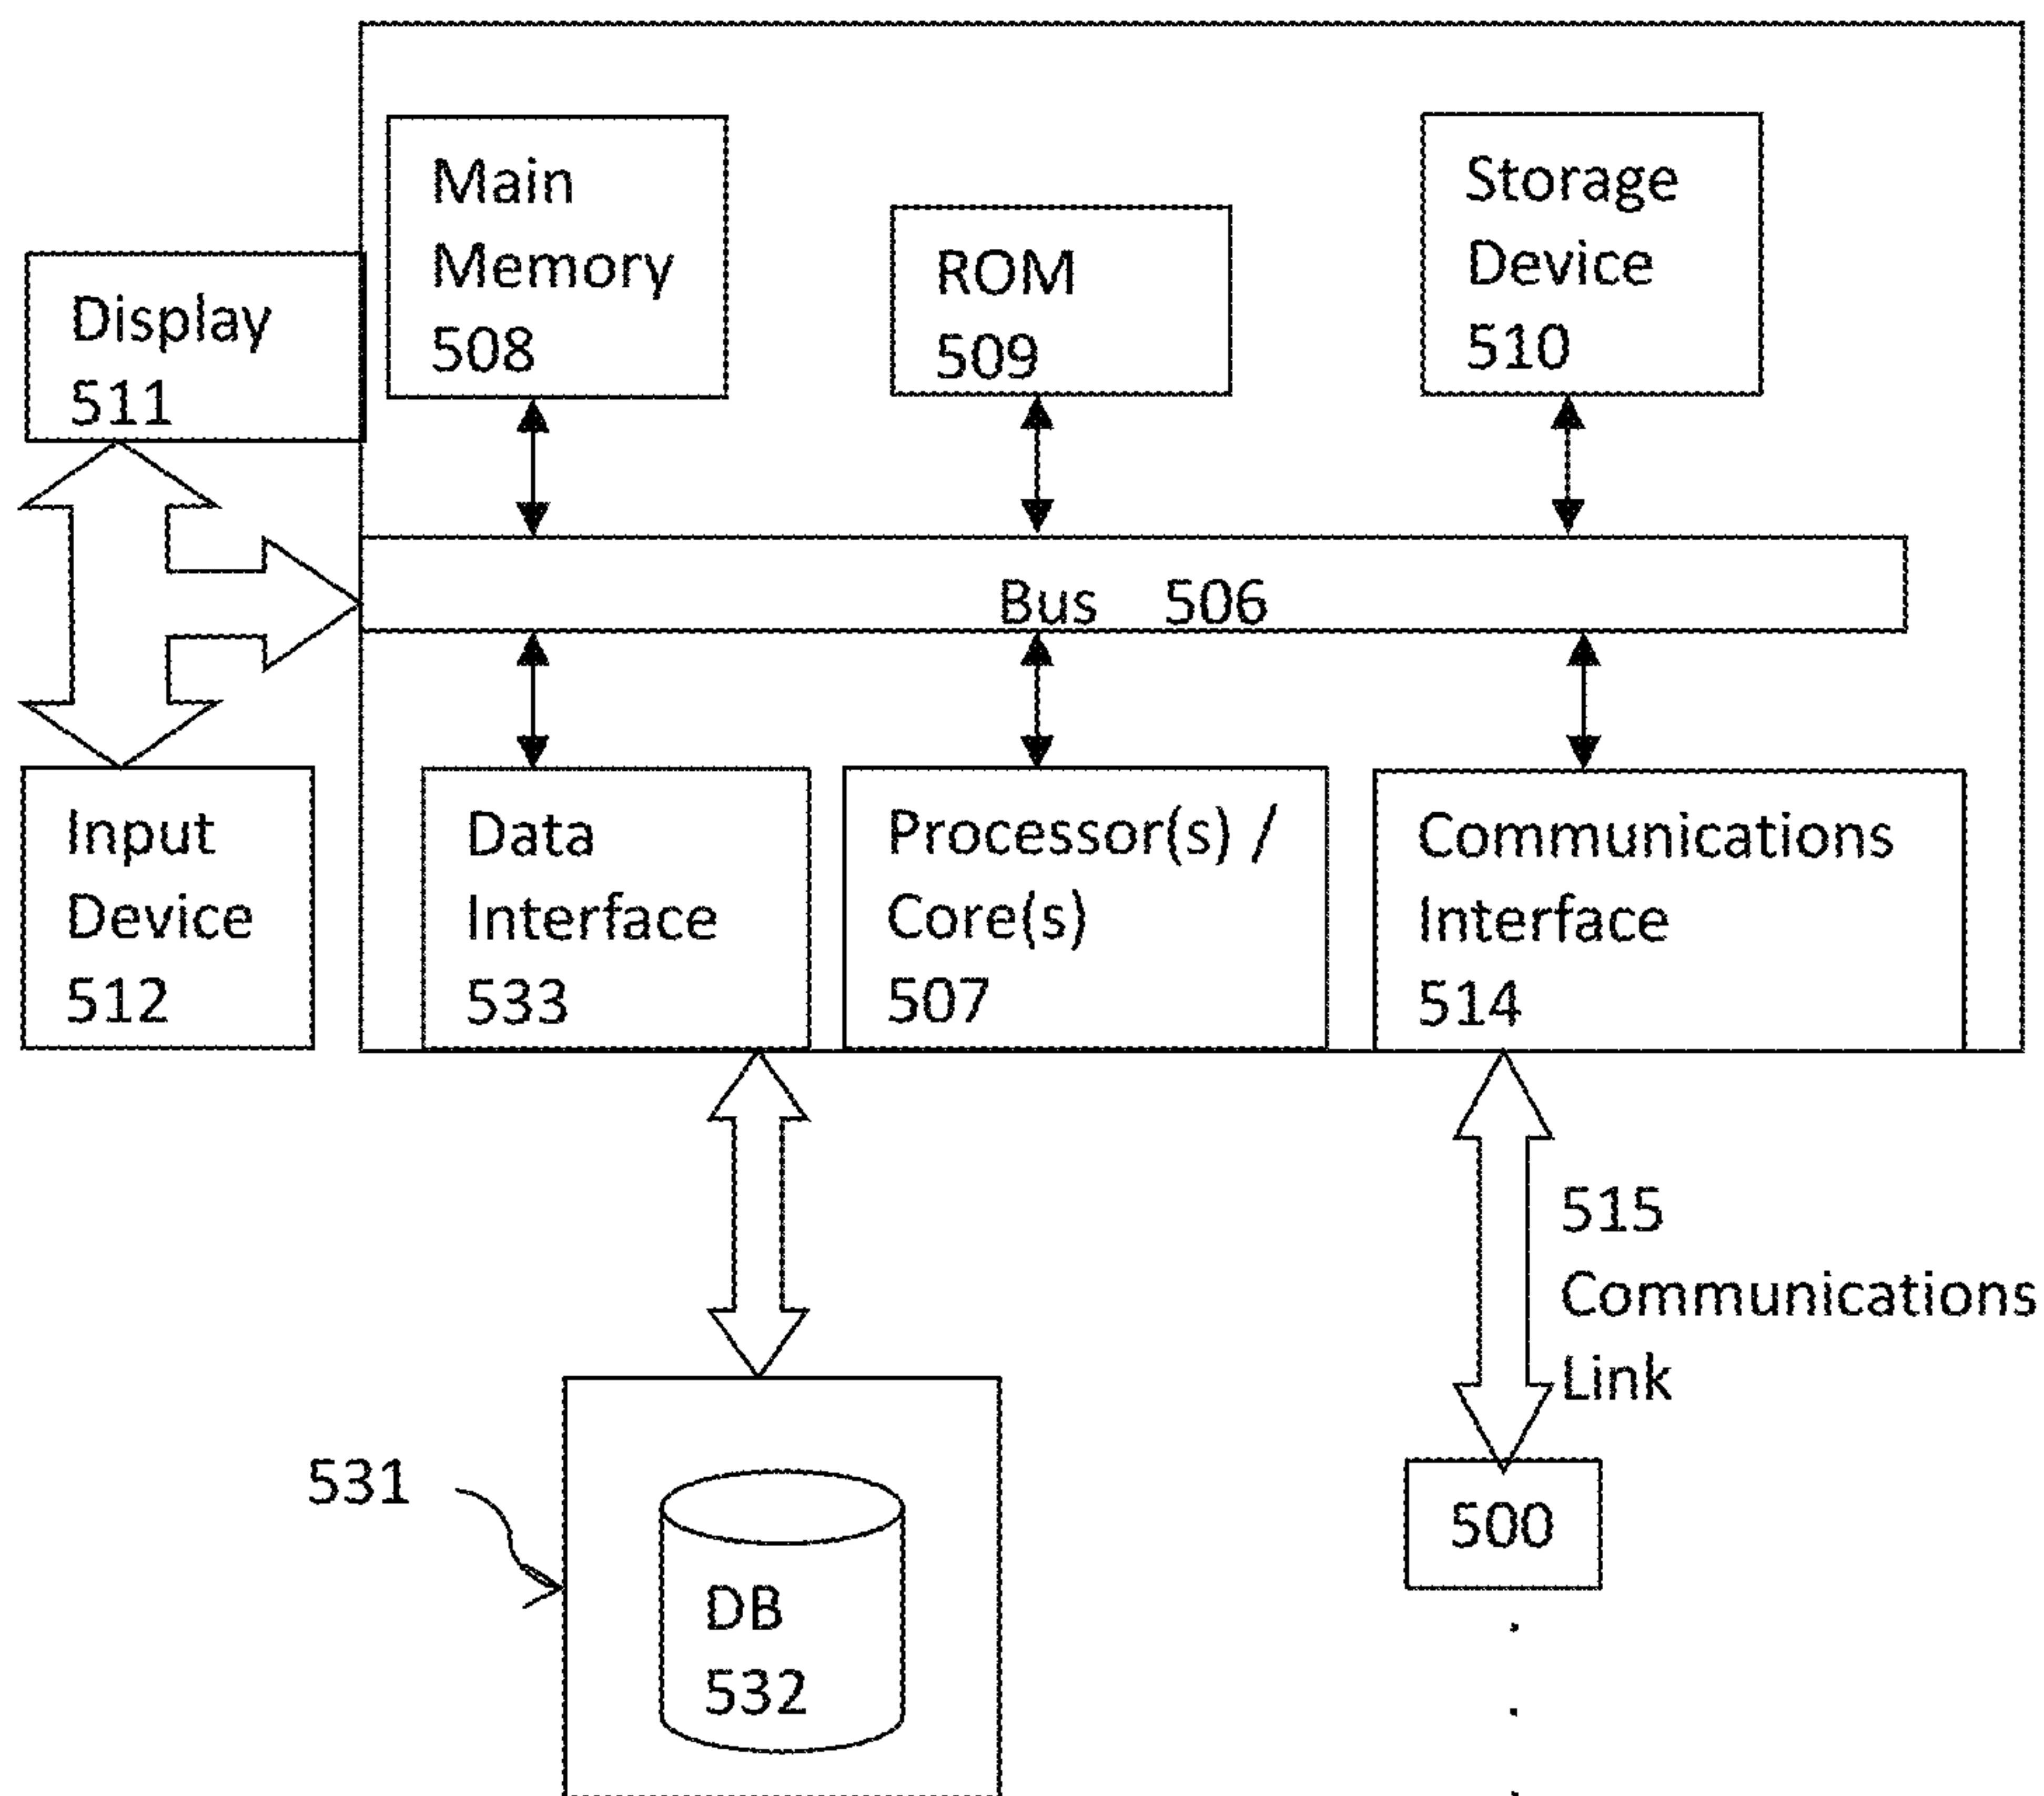 Main
Memory
508
ROM
509
Storage
Device
510
Display
511
Bus 506
Input
Device
512
Data
Interface
533
Processor(s) /
Core(s)
507
Communications
Interface
514
515
Communications
Link
531
500
DB
532